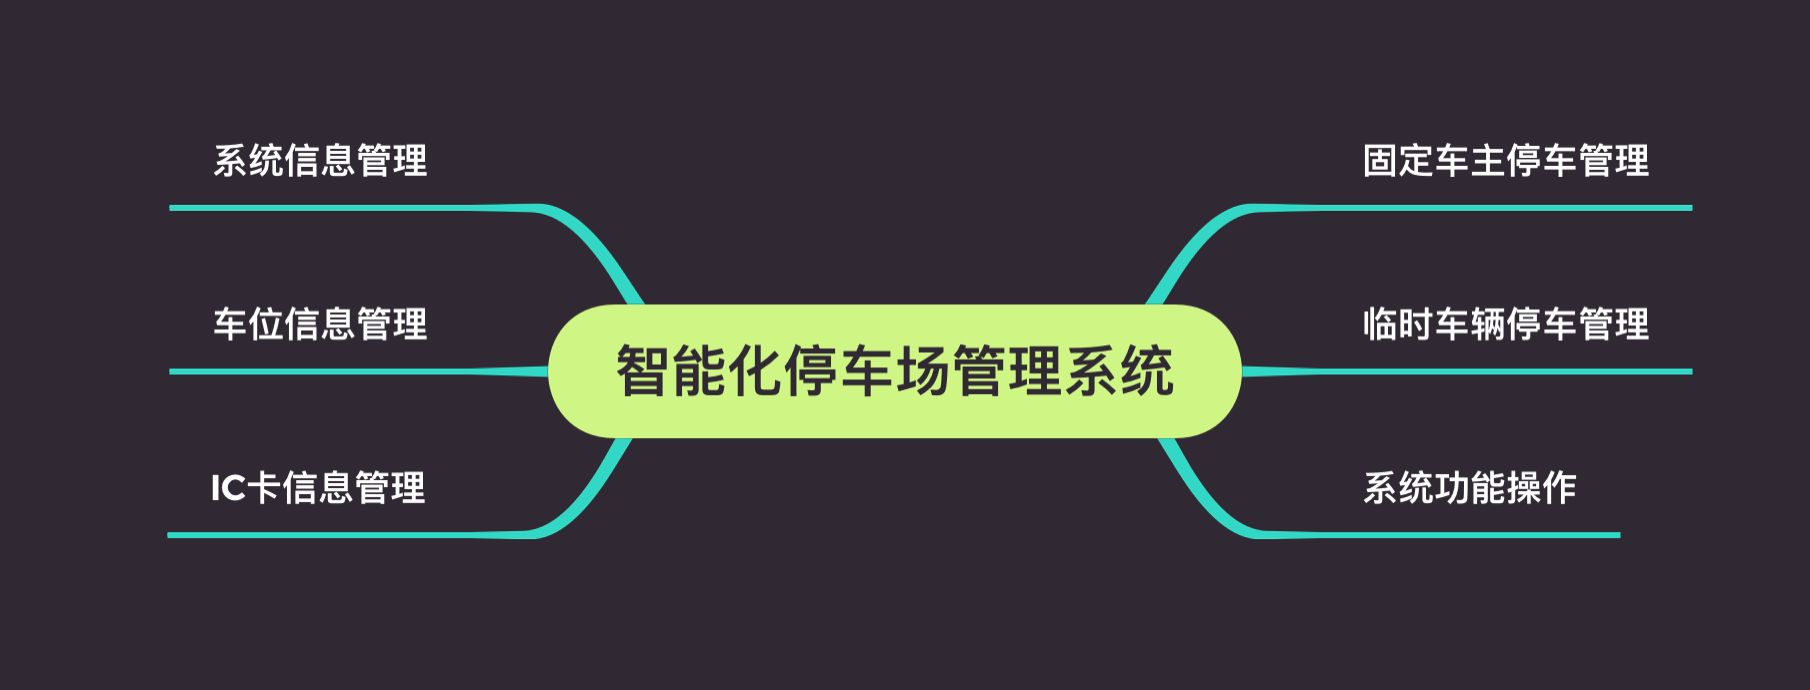 系统信息管理
车位信息管理
IC卡信息管理
智能化停车场管理系统
固定车主停车管理
临时车辆停车管理
系统功能操作